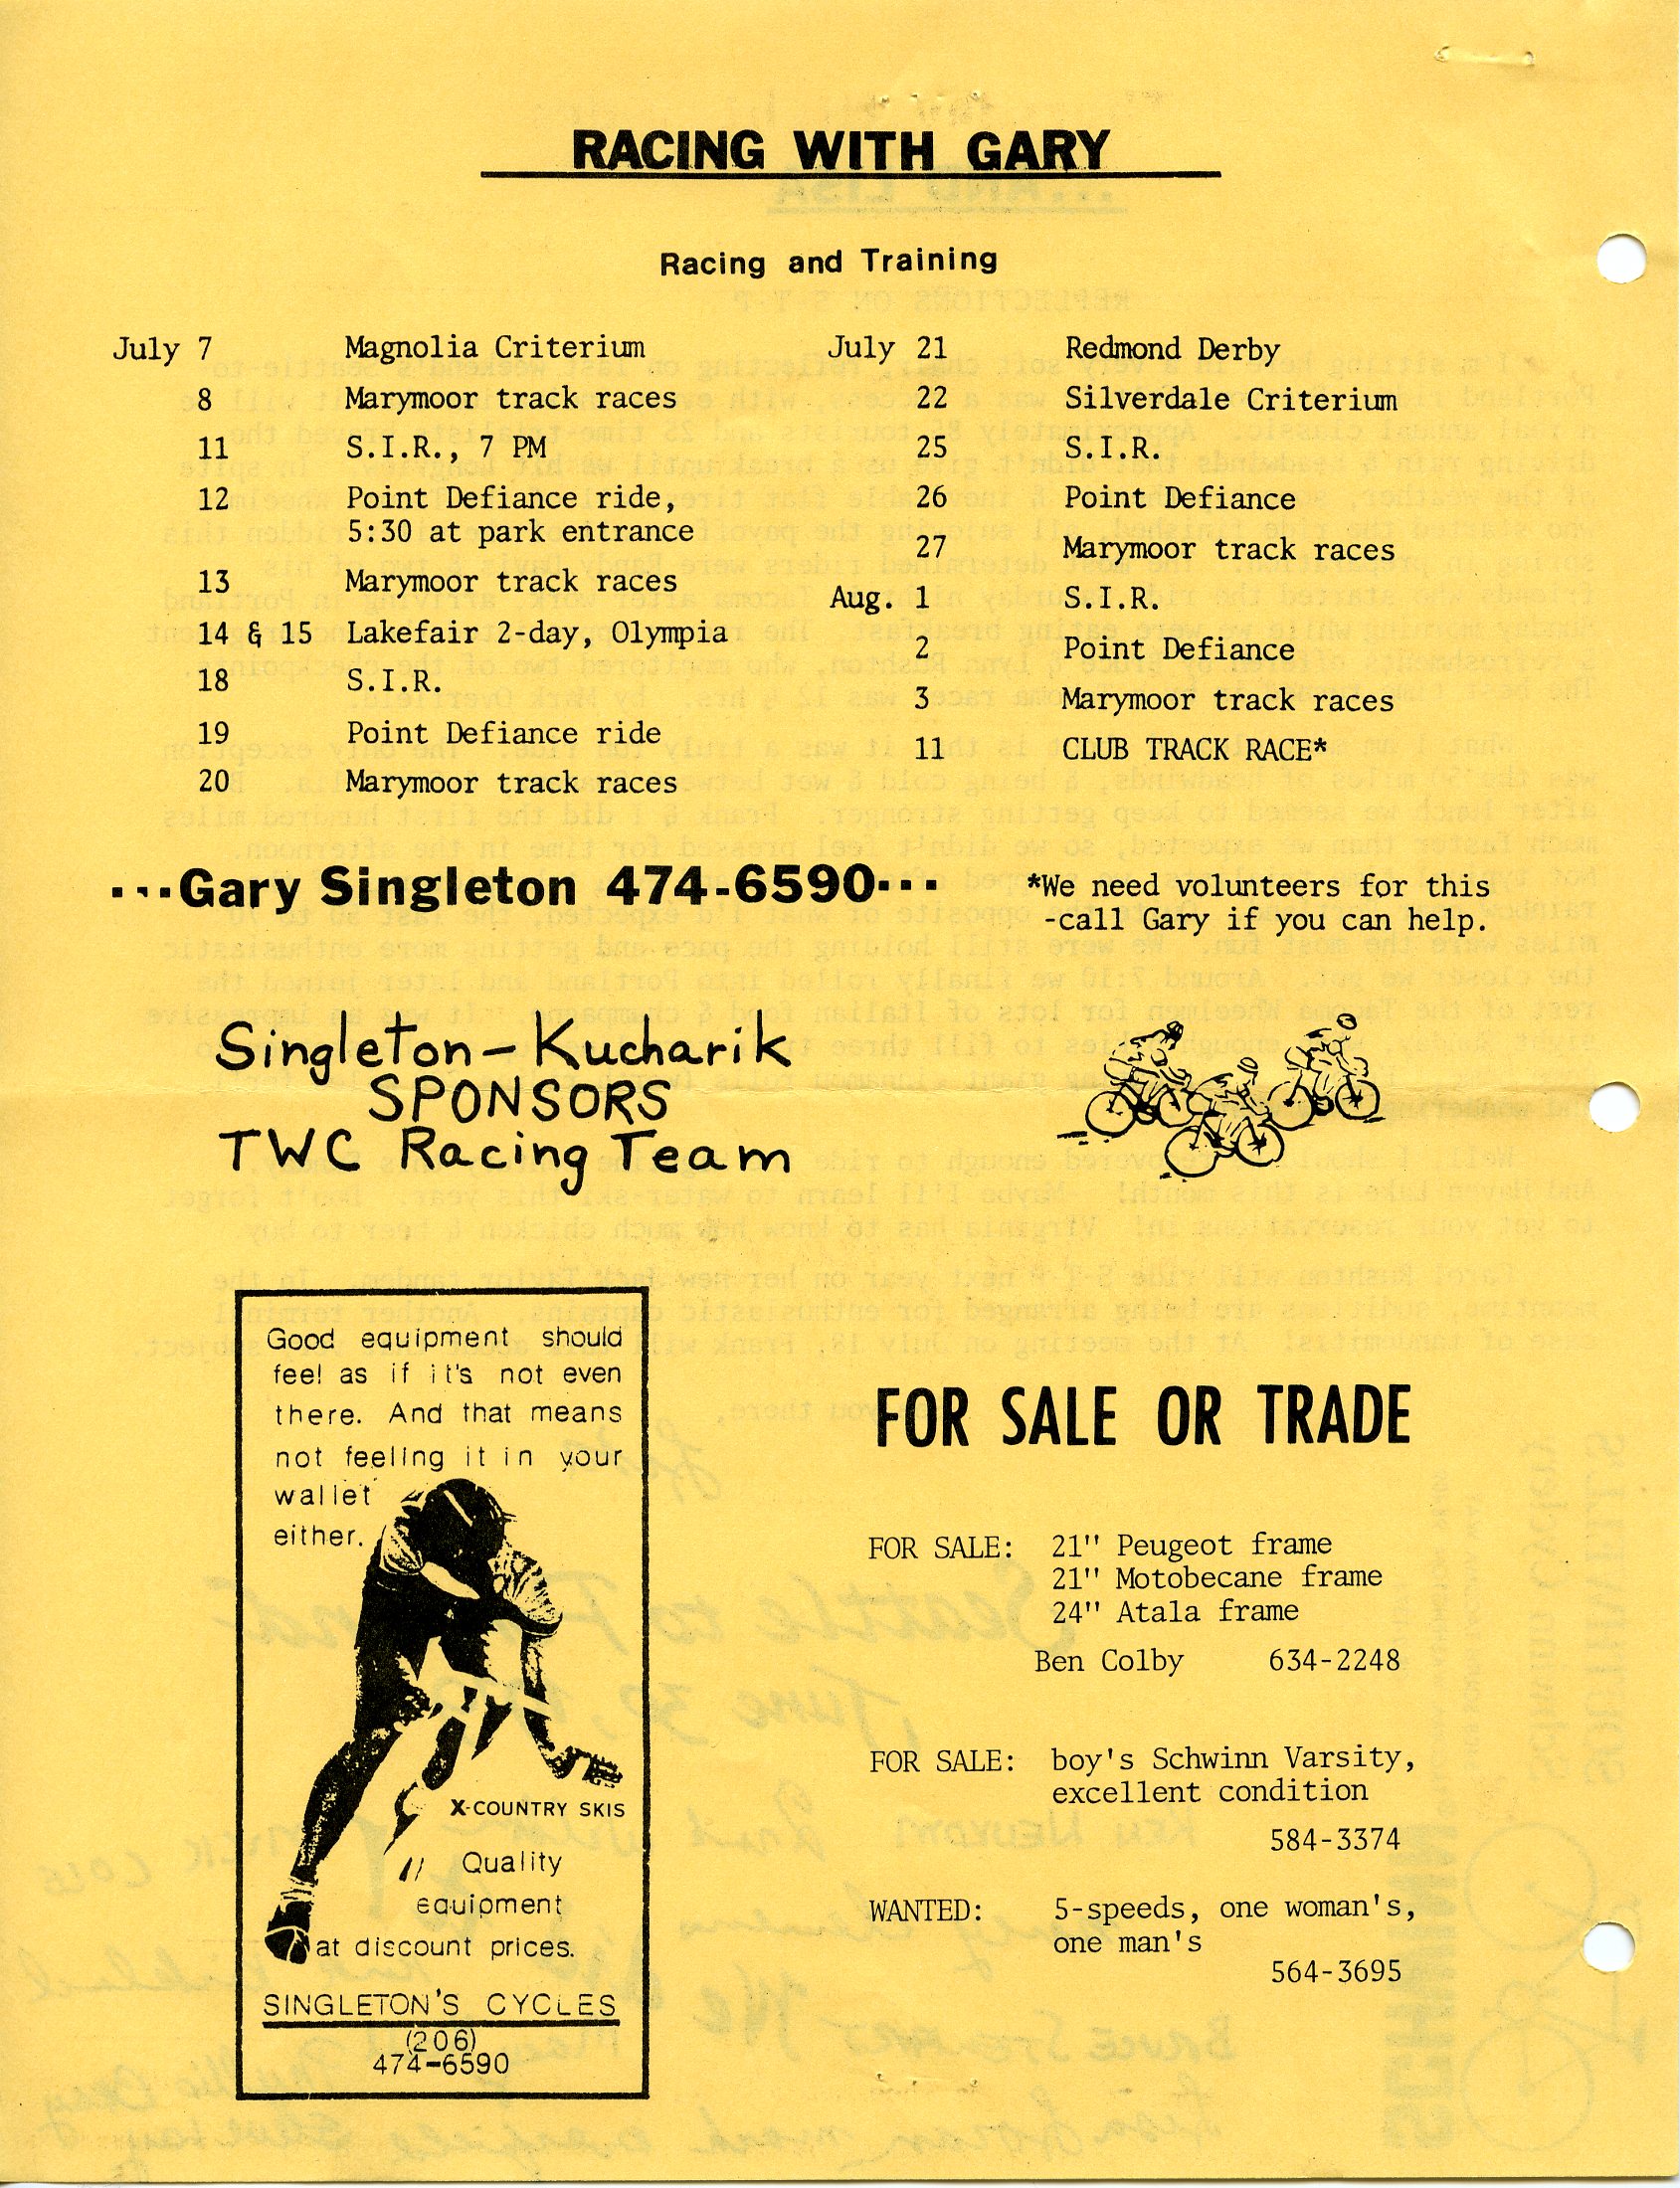 RACING WITH GARY
Racing and Training
July 7 Magnolia Criterium
8 Marymoor track races
11 S.I.R., 7 PM
12 Point Defiance ride,
5:30 at park entrance
13 Marymoor track races
14 & 15 Lakefair 2-day, Olympia
18 S.I.R.
19 Point Defiance ride
20 Marymoor track races
July 21 Redmond Derby
22 Silverdale Criterium
25 S.I.R.
26 Point Defiance
27 Marymoor track races
Aug. 1 S.I.R.
2 Point Defiance
3 Marymoor track races
11 CLUB TRACK RACE*
...Gary Singleton 474-6590...
*We need volunteers for this
-call Gary if you can help.
Singleton-Kucharik
SPONSORS
TWC Racing Team
Good equipment should
feel as if it's not even
there. And that means
not feeling it in your
wallet
either.
X-COUNTRY SKIS
Quality
equipment
at discount prices.
SINGLETON'S CYCLES
(206)
474-6590
FOR SALE OR TRADE
FOR SALE: 21" Peugeot frame
21" Motobecane frame
24" Atala frame
Ben Colby 634-2248
FOR SALE: boy's Schwinn Varsity,
excellent condition
584-3374
WANTED: 5-speeds, one woman's,
one man's
564-3695